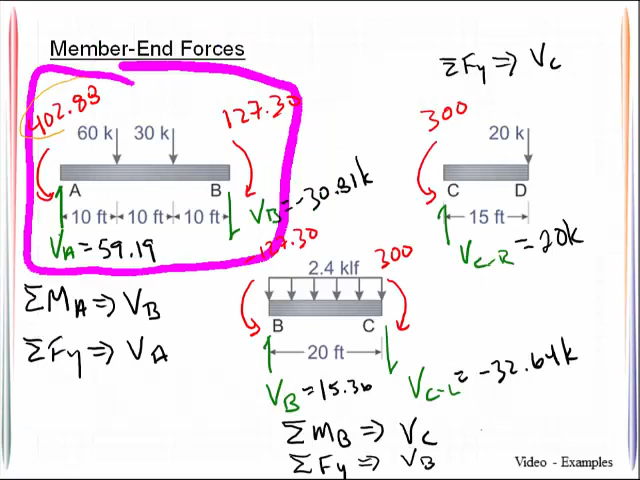 Member-End Forces
ΣFy ⇒ Vc
402.83
127.30
300
60 k
30 k
20 k
A
B
C
D
10 ft
10 ft
10 ft
15 ft
VB = -30.81k
VA = 59.19
VC-R = 20k
-127.30
300
2.4 klf
ΣMA ⇒ VB
B
C
ΣFy ⇒ VA
20 ft
VB = 15.36
VC-L = -32.64k
ΣMB ⇒ VC
ΣFy ⇒ VB
Video - Examples